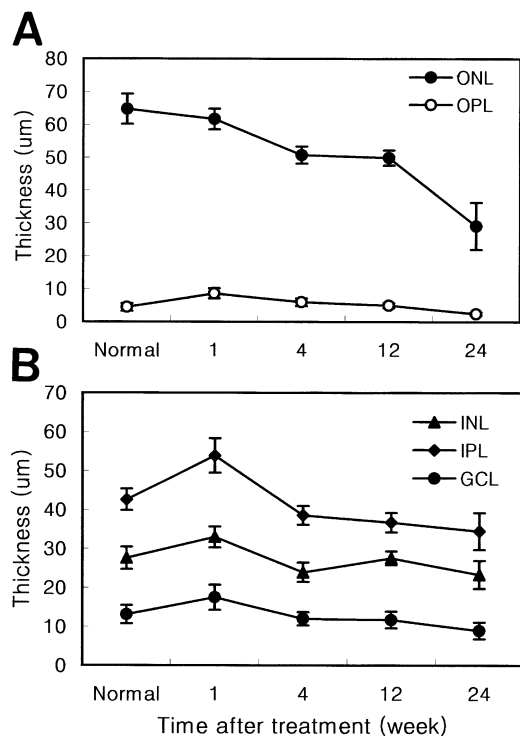 A
Thickness (um)
80
70
60
50
40
30
20
10
0
ONL
OPL
Normal 1 4 12 24
B
Thickness (um)
70
60
50
40
30
20
10
0
INL
IPL
GCL
Normal 1 4 12 24
Time after treatment (week)